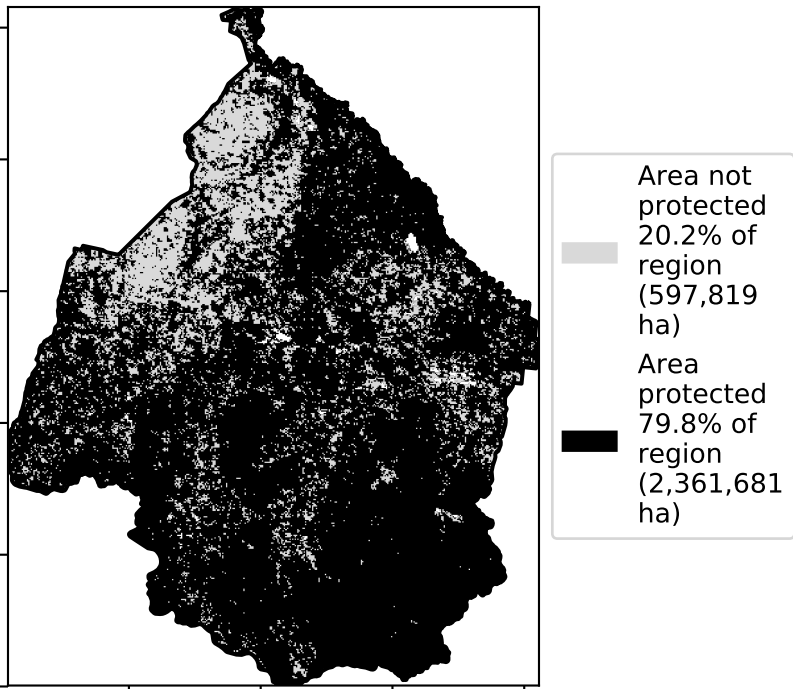 Area not
protected
20.2% of
region
(597,819
ha)
Area
protected
79.8% of
region
(2,361,681
ha)